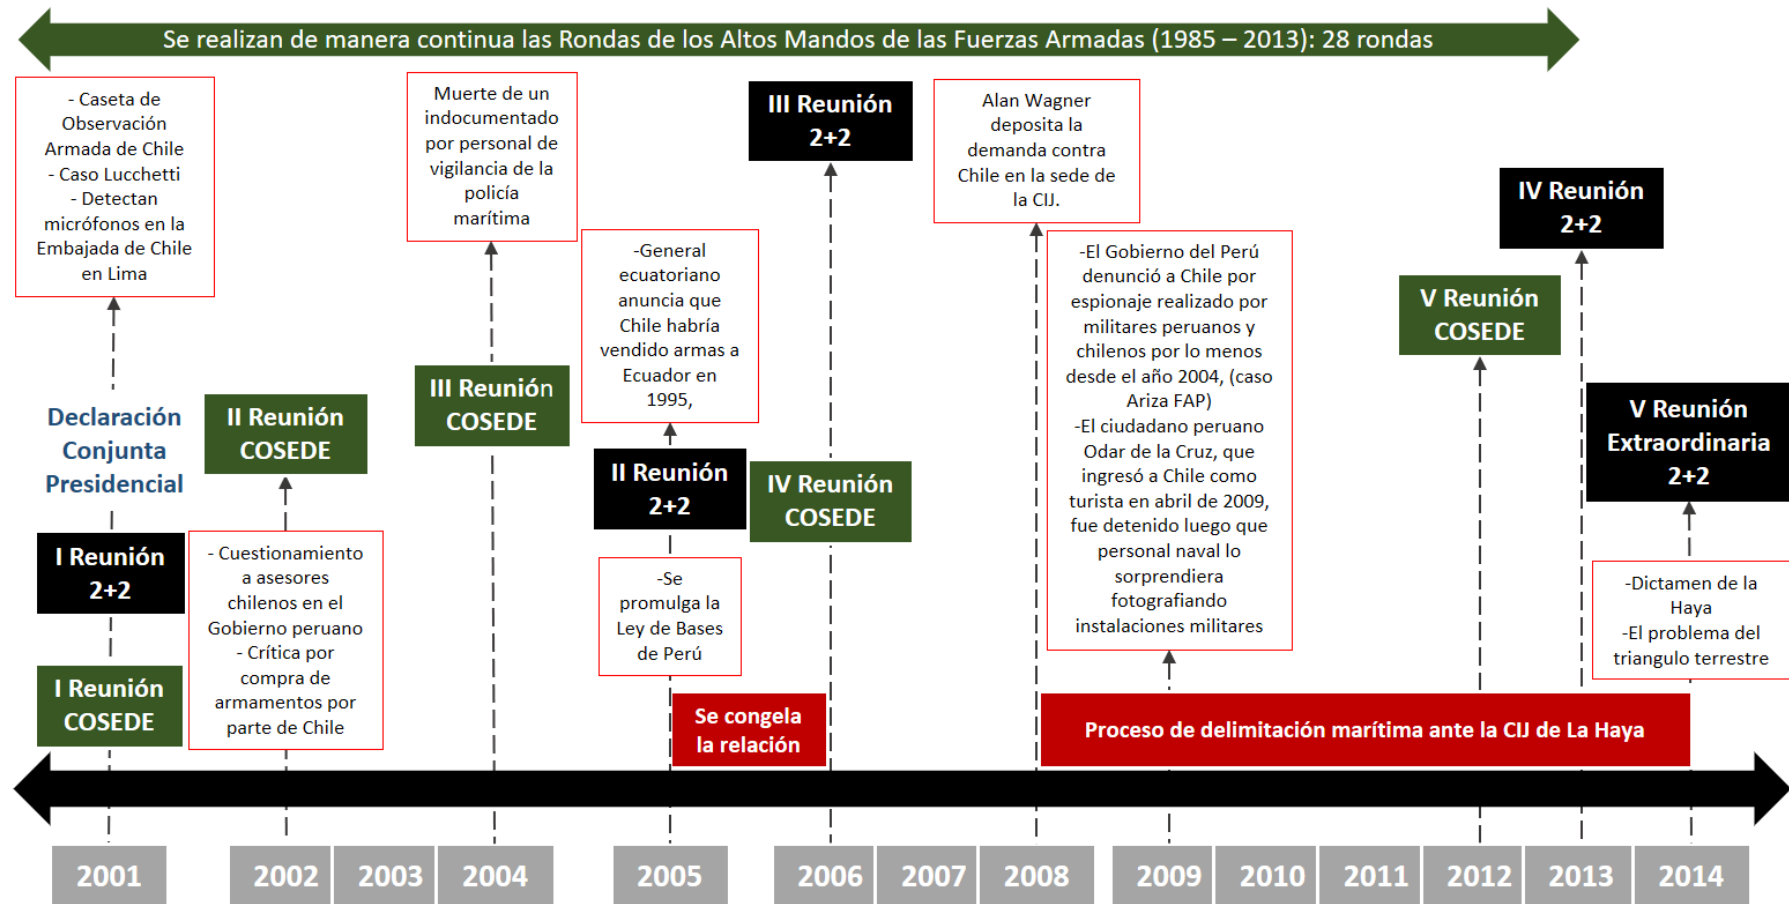 Se realizan de manera continua las Rondas de los Altos Mandos de las Fuerzas Armadas (1985 – 2013): 28 rondas
- Caseta de
Observación
Armada de Chile
- Caso Lucchetti
- Detectan
micrófonos en la
Embajada de Chile
en Lima
Declaración
Conjunta
Presidencial
I Reunión
2+2
I Reunión
COSEDE
II Reunión
COSEDE
- Cuestionamiento
a asesores
chilenos en el
Gobierno peruano
- Crítica por
compra de
armamentos por
parte de Chile
Muerte de un
indocumentado
por personal de
vigilancia de la
policía
marítima
III Reunión
COSEDE
-General
ecuatoriano
anuncia que
Chile habría
vendido armas a
Ecuador en
1995,
II Reunión
2+2
-Se
promulga la
Ley de Bases
de Perú
Se congela
la relación
III Reunión
2+2
IV Reunión
COSEDE
Alan Wagner
deposita la
demanda contra
Chile en la sede de
la CIJ.
-El Gobierno del Perú
denunció a Chile por
espionaje realizado por
militares peruanos y
chilenos por lo menos
desde el año 2004, (caso
Ariza FAP)
-El ciudadano peruano
Odar de la Cruz, que
ingresó a Chile como
turista en abril de 2009,
fue detenido luego que
personal naval lo
sorprendiera
fotografiando
instalaciones militares
Proceso de delimitación marítima ante la CIJ de La Haya
V Reunión
COSEDE
IV Reunión
2+2
V Reunión
Extraordinaria
2+2
-Dictamen de la
Haya
-El problema del
triangulo terrestre
2001
2002
2003
2004
2005
2006
2007
2008
2009
2010
2011
2012
2013
2014